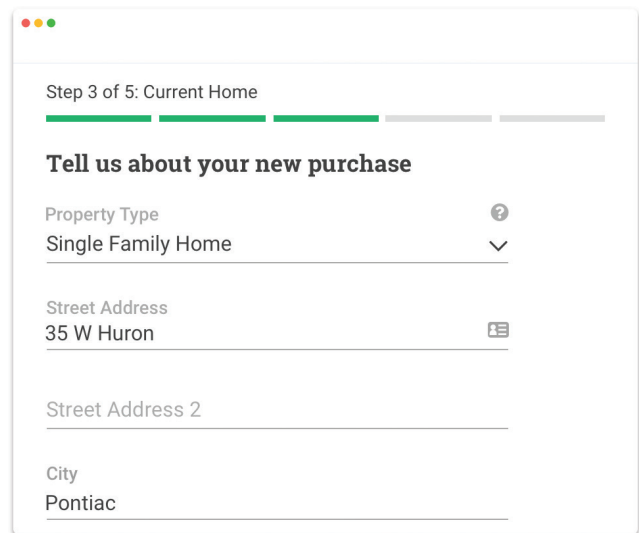 Step 3 of 5: Current Home
Tell us about your new purchase
Property Type
Single Family Home
Street Address
35 W Huron
Street Address 2
City
Pontiac